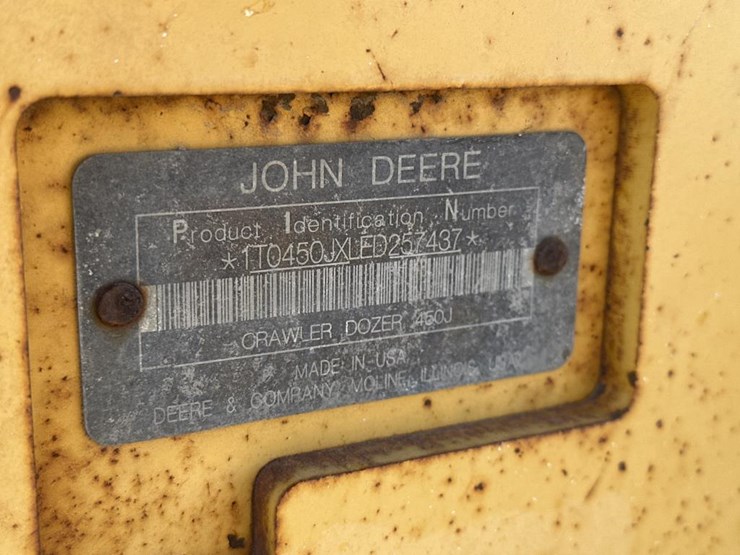 JOHN DEERE
Product Identification Number
*1T0450JXLFD257437*
CRAWLER DOZER 450J
MADE IN USA
DEERE & COMPANY MOLINE, ILLINOIS USA